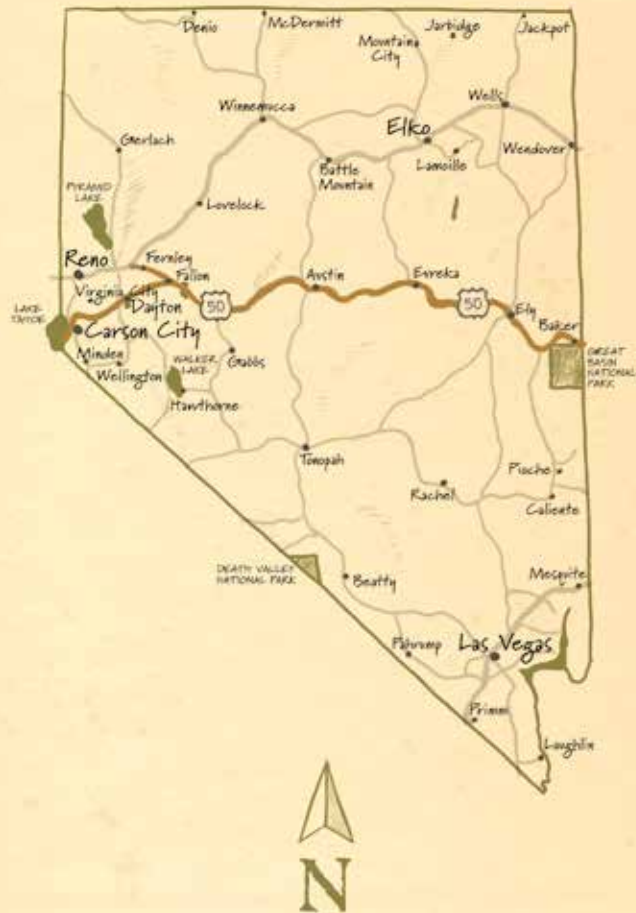 Denio
McDermitt
Jarbidge
Jackpot
Mountain
City
Winnemucca
Wells
Elko
Gerlach
Battle
Mountain
Lamoille
Wendover
PYRAMID
LAKE
Lovelock
Reno
Fernley
Fallon
Austin
Eureka
Virginia City
50
50
Dayton
Ely
LAKE
TAHOE
Carson City
Baker
Minden
WALKER
LAKE
Gabbs
GREAT
BASIN
NATIONAL
PARK
Wellington
Hawthorne
Tonopah
Pioche
Rachel
Caliente
DEATH VALLEY
NATIONAL PARK
Beatty
Mesquite
Pahrump
Las Vegas
Primm
Laughlin
N